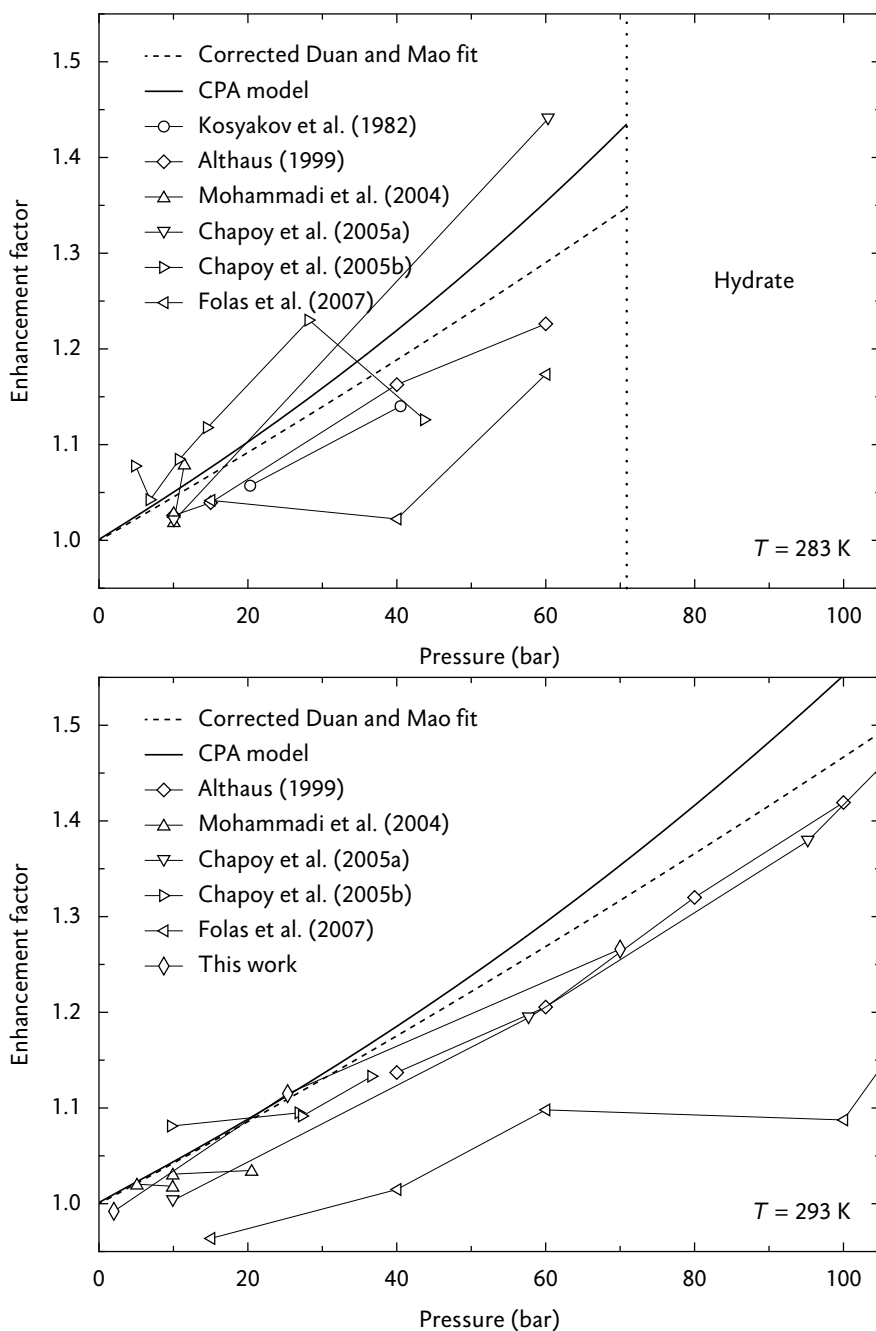 1.5
1.4
1.3
1.2
1.1
1.0
Enhancement factor
Corrected Duan and Mao fit
CPA model
Kosyakov et al. (1982)
Althaus (1999)
Mohammadi et al. (2004)
Chapoy et al. (2005a)
Chapoy et al. (2005b)
Folas et al. (2007)
Hydrate
T = 283 K
0 20 40 60 80 100
Pressure (bar)
1.5
1.4
1.3
1.2
1.1
1.0
Enhancement factor
Corrected Duan and Mao fit
CPA model
Althaus (1999)
Mohammadi et al. (2004)
Chapoy et al. (2005a)
Chapoy et al. (2005b)
Folas et al. (2007)
This work
T = 293 K
0 20 40 60 80 100
Pressure (bar)